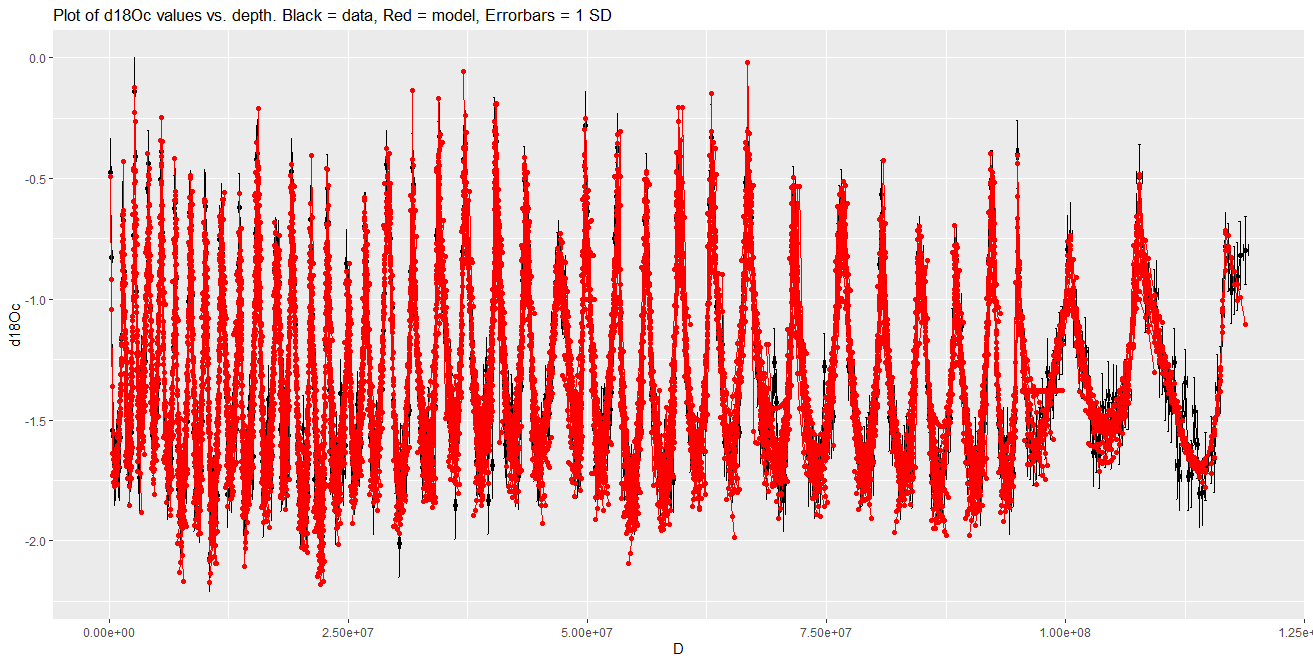 Plot of d18Oc values vs. depth. Black = data, Red = model, Errorbars = 1 SD
0.0
-0.5
-1.0
-1.5
-2.0
d18Oc
0.00e+00 2.50e+07 5.00e+07 7.50e+07 1.00e+08 1.25e+
D